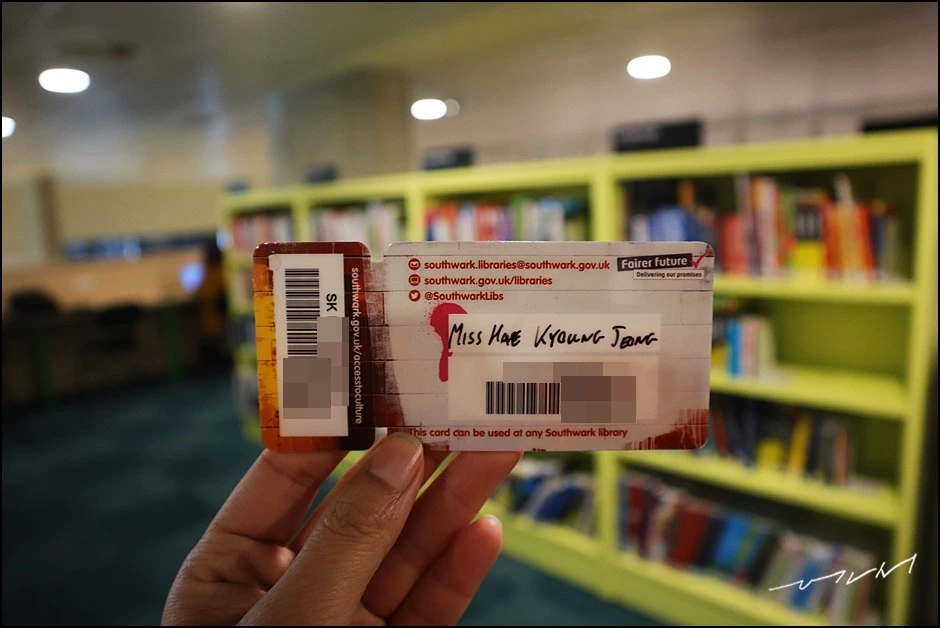 SK
southwark.gov.uk/accesstoculture
southwark.libraries@southwark.gov.uk
southwark.gov.uk/libraries
@SouthwarkLibs
Fairer future
Delivering our promises
MISS HAE KYOUNG JEONG
This card can be used at any Southwark library